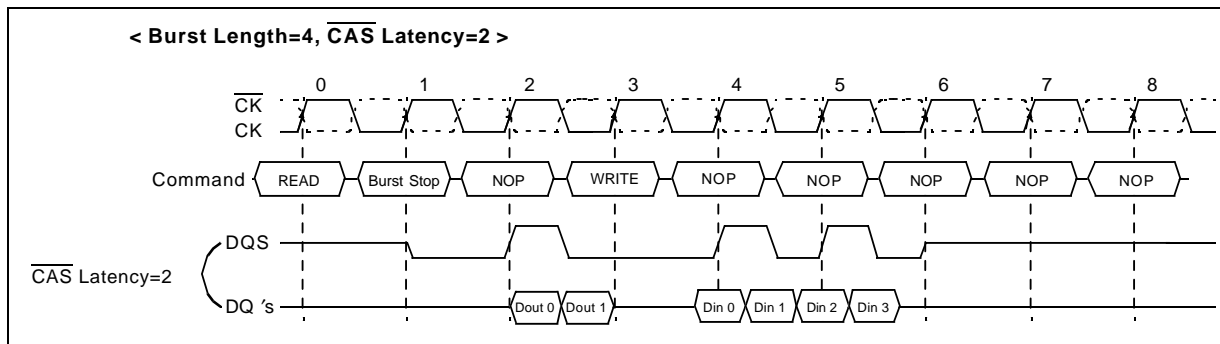 < Burst Length=4, CAS Latency=2 >
0 1 2 3 4 5 6 7 8
CK
CK
Command READ Burst Stop NOP WRITE NOP NOP NOP NOP NOP
DQS
CAS Latency=2
DQ 's Dout 0 Dout 1 Din 0 Din 1 Din 2 Din 3